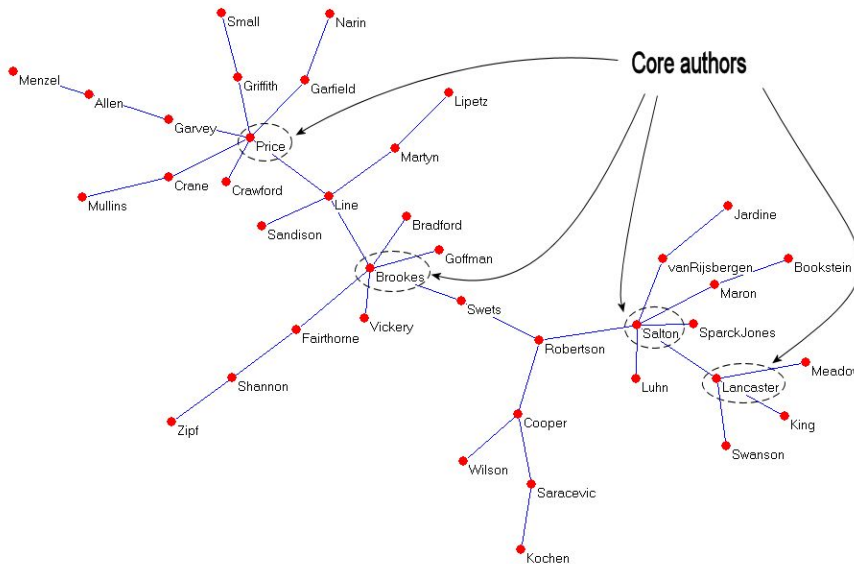 Small
Narin
Core authors
Menzel
Griffith
Garfield
Allen
Lipetz
Garvey
Price
Martyn
Crane
Crawford
Mullins
Line
Jardine
Bradford
Sandison
Goffman
vanRijsbergen
Bookstein
Brookes
Maron
Swets
Vickery
Salton
SparckJones
Fairthorne
Robertson
Meadow
Shannon
Luhn
Lancaster
Zipf
Cooper
King
Swanson
Wilson
Saracevic
Kochen